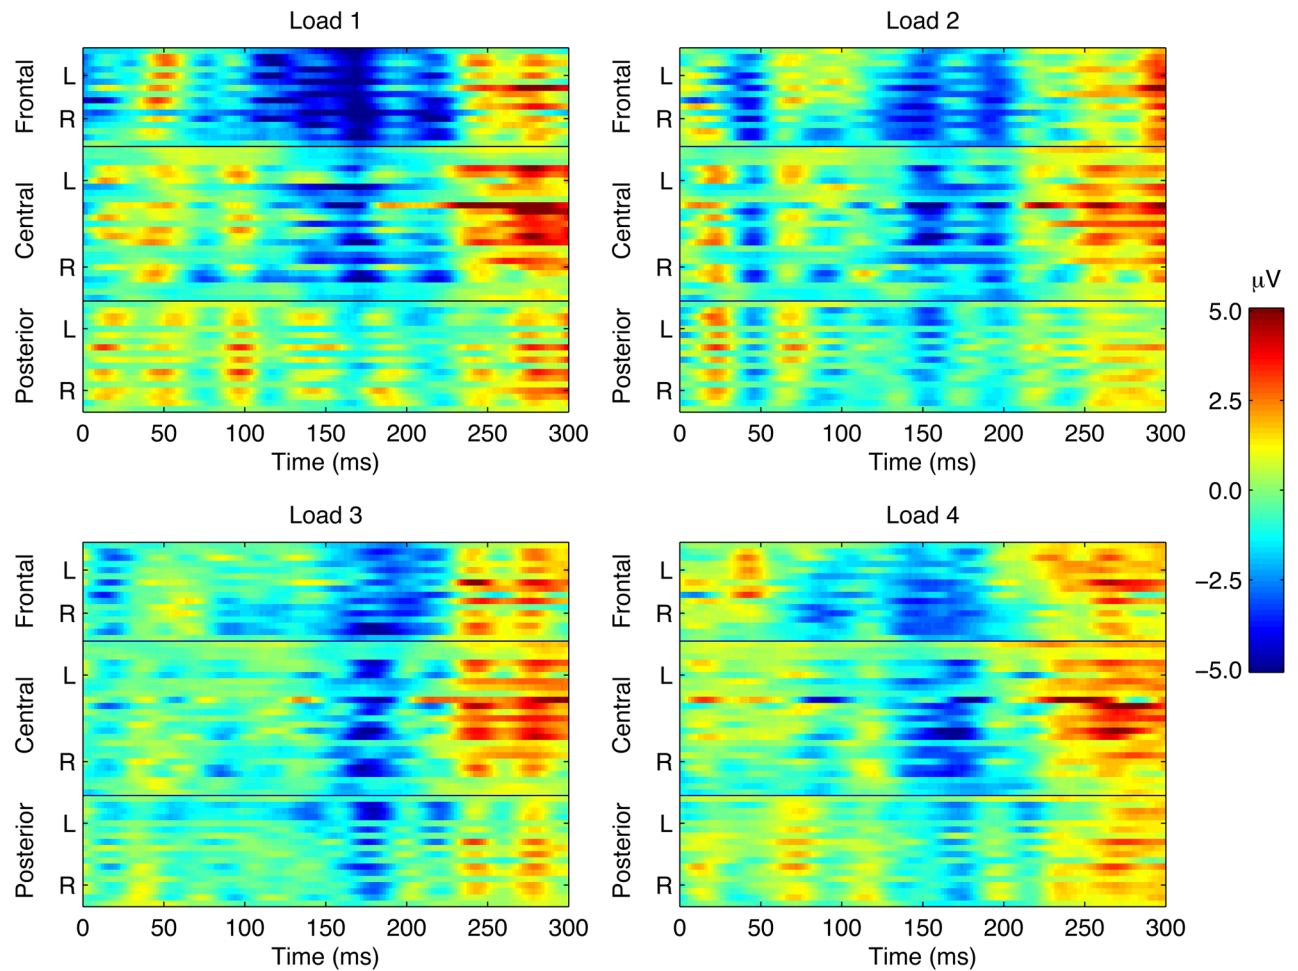 Load 1
Frontal
L
R
Central
L
R
Posterior
L
R
0 50 100 150 200 250 300
Time (ms)
Load 2
Frontal
L
R
Central
L
R
Posterior
L
R
0 50 100 150 200 250 300
Time (ms)
Load 3
Frontal
L
R
Central
L
R
Posterior
L
R
0 50 100 150 200 250 300
Time (ms)
Load 4
Frontal
L
R
Central
L
R
Posterior
L
R
0 50 100 150 200 250 300
Time (ms)
μV
5.0
2.5
0.0
−2.5
−5.0